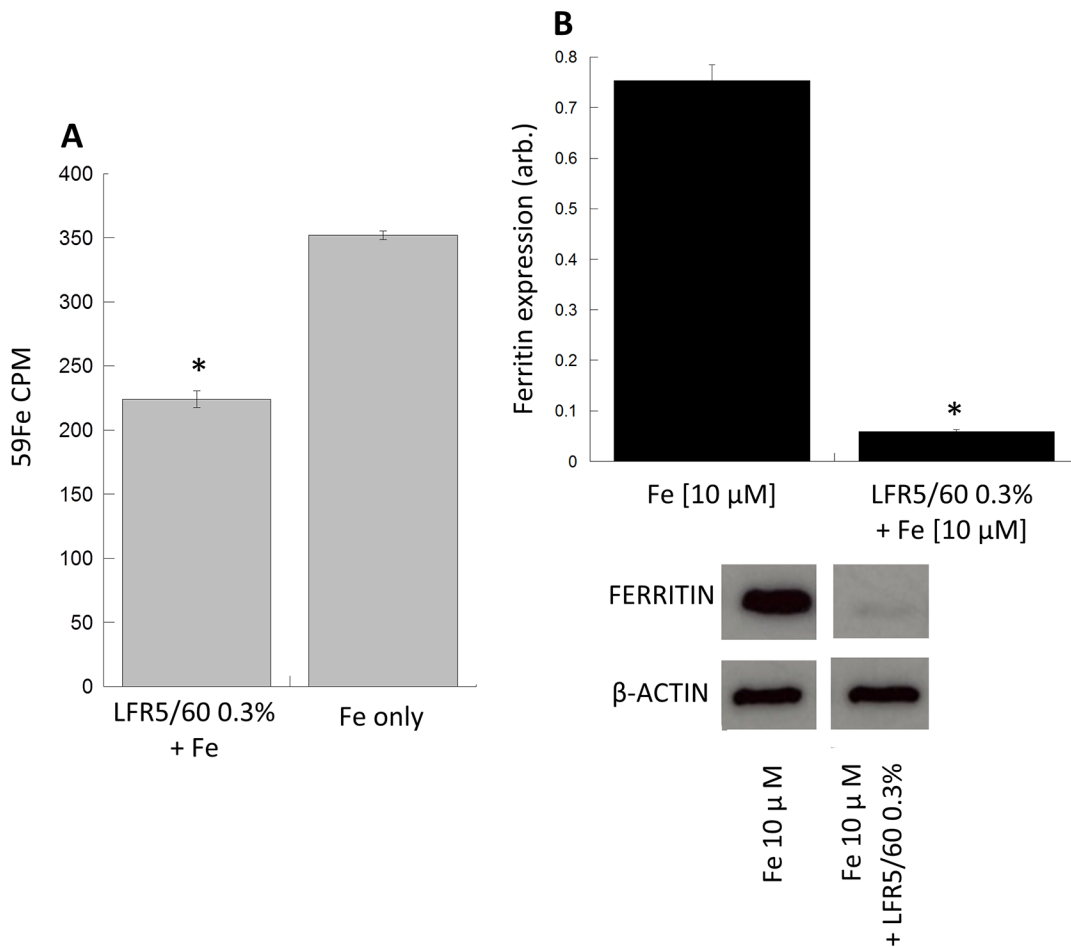 A
400
350
300
250
200
150
100
50
0
59Fe CPM
*
LFR5/60 0.3%
+ Fe
Fe only
B
0.8
0.7
0.6
0.5
0.4
0.3
0.2
0.1
0
Ferritin expression (arb.)
*
Fe [10 μM]
LFR5/60 0.3%
+ Fe [10 μM]
FERRITIN
β-ACTIN
Fe 10 μ M
Fe 10 μ M
+ LFR5/60 0.3%